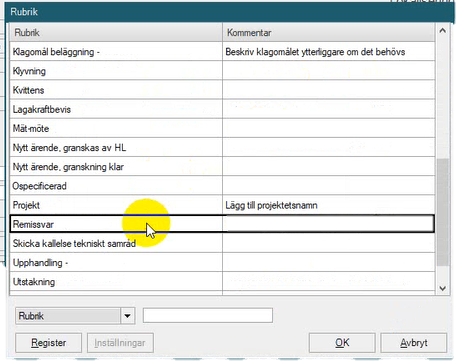 Rubrik
Rubrik Kommentar
Klagomål beläggning - Beskriv klagomålet ytterliggare om det behövs
Klyvning
Kvittens
Lagakraftbevis
Mät-möte
Nytt ärende, granskas av HL
Nytt ärende, granskning klar
Ospecificerad
Projekt Lägg till projektetsnamn
Remissvar
Skicka kallelse tekniskt samråd
Upphandling -
Utstakning
Rubrik
Register Inställningar OK Avbryt